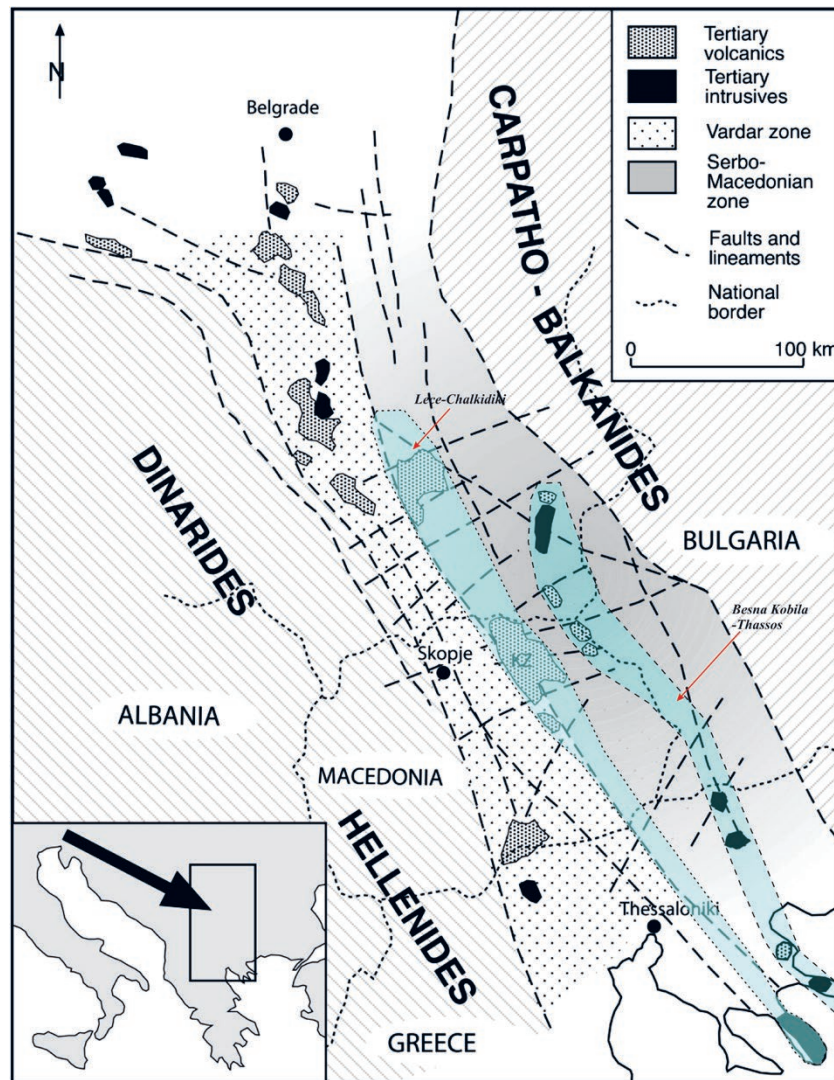 N
Belgrade
CARPATHO - BALKANIDES
Tertiary
volcanics
Tertiary
intrusives
Vardar zone
Serbo-
Macedonian
zone
Faults and
lineaments
National
border
0 100 km
Lece-Chalkidiki
DINARIDES
BULGARIA
Besna Kobila
-Thassos
Skopje
KZ
ALBANIA
MACEDONIA
HELLENIDES
Thessaloniki
GREECE